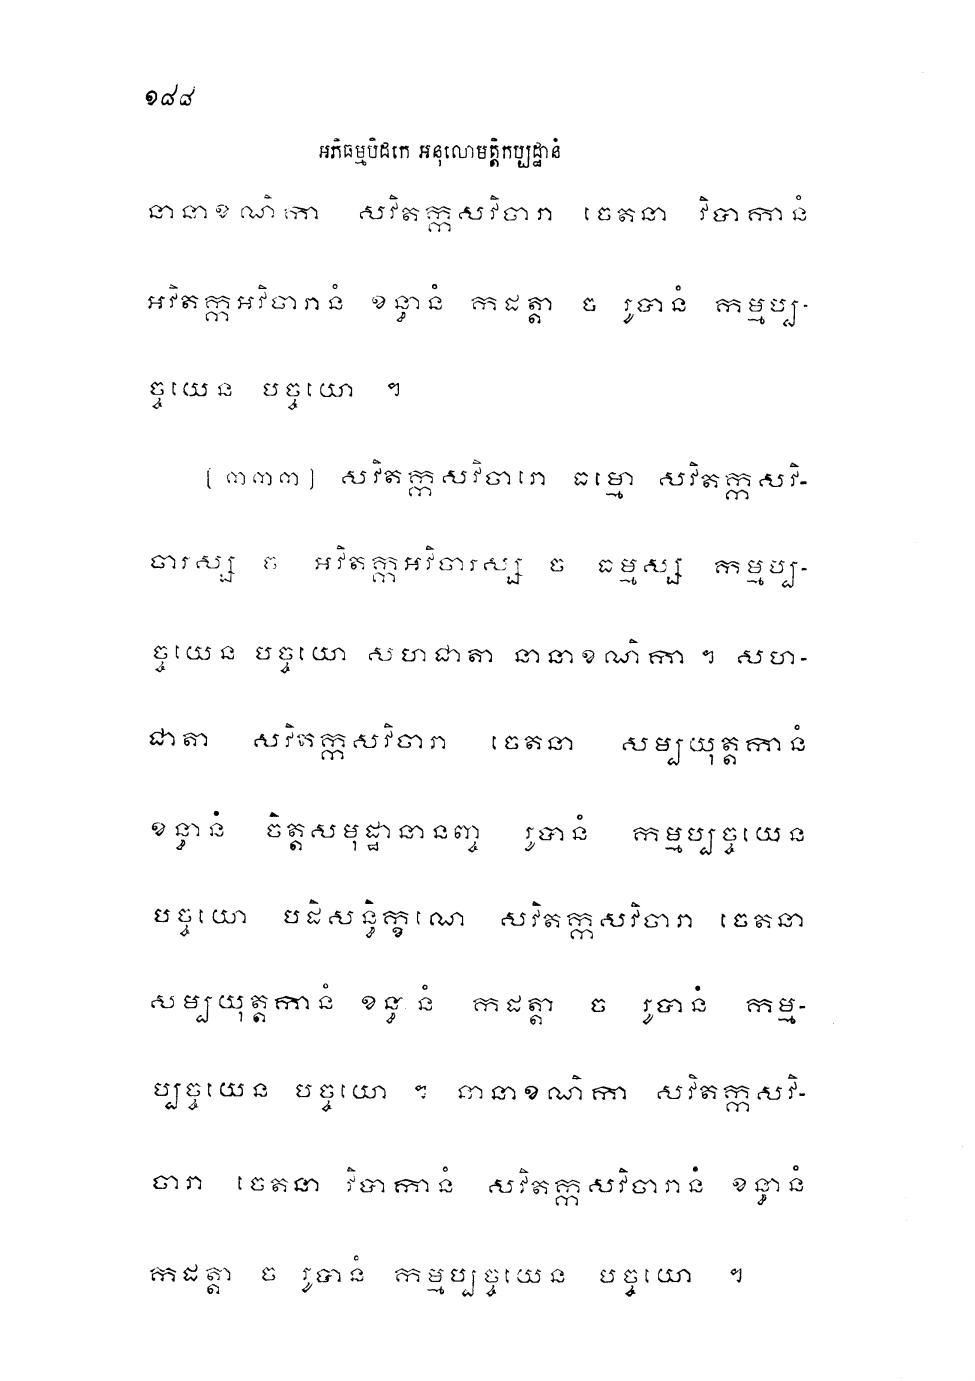 ១៨៨
អភិធម្មបិដកេ អនុលោមត្តិកប្បដ្ឋានំ
នានាខណិកា សវិតក្កសវិចារា ចេតនា វិបាកានំ
អវិតក្កអវិចារានំ ខន្ធានំ កដត្តា ច រូបានំ កម្មប្ប-
ច្ចយេន បច្ចយោ ។
(៣៣៣) សវិតក្កសវិចារោ ធម្មោ សវិតក្កសវិ-
ចារស្ស ច អវិតក្កអវិចារស្ស ច ធម្មស្ស កម្មប្ប-
ច្ចយេន បច្ចយោ សហជាតា នានាខណិកា ។ សហ-
ជាតា សវិតក្កសវិចារា ចេតនា សម្បយុត្តកានំ
ខន្ធានំ ចិត្តសមុដ្ឋានានញ្ច រូបានំ កម្មប្បច្ចយេន
បច្ចយោ បដិសន្ធិក្ខណេ សវិតក្កសវិចារា ចេតនា
សម្បយុត្តកានំ ខន្ធានំ កដត្តា ច រូបានំ កម្ម-
ប្បច្ចយេន បច្ចយោ ។ នានាខណិកា សវិតក្កសវិ-
ចារា ចេតនា វិបាកានំ សវិតក្កសវិចារានំ ខន្ធានំ
កដត្តា ច រូបានំ កម្មប្បច្ចយេន បច្ចយោ ។